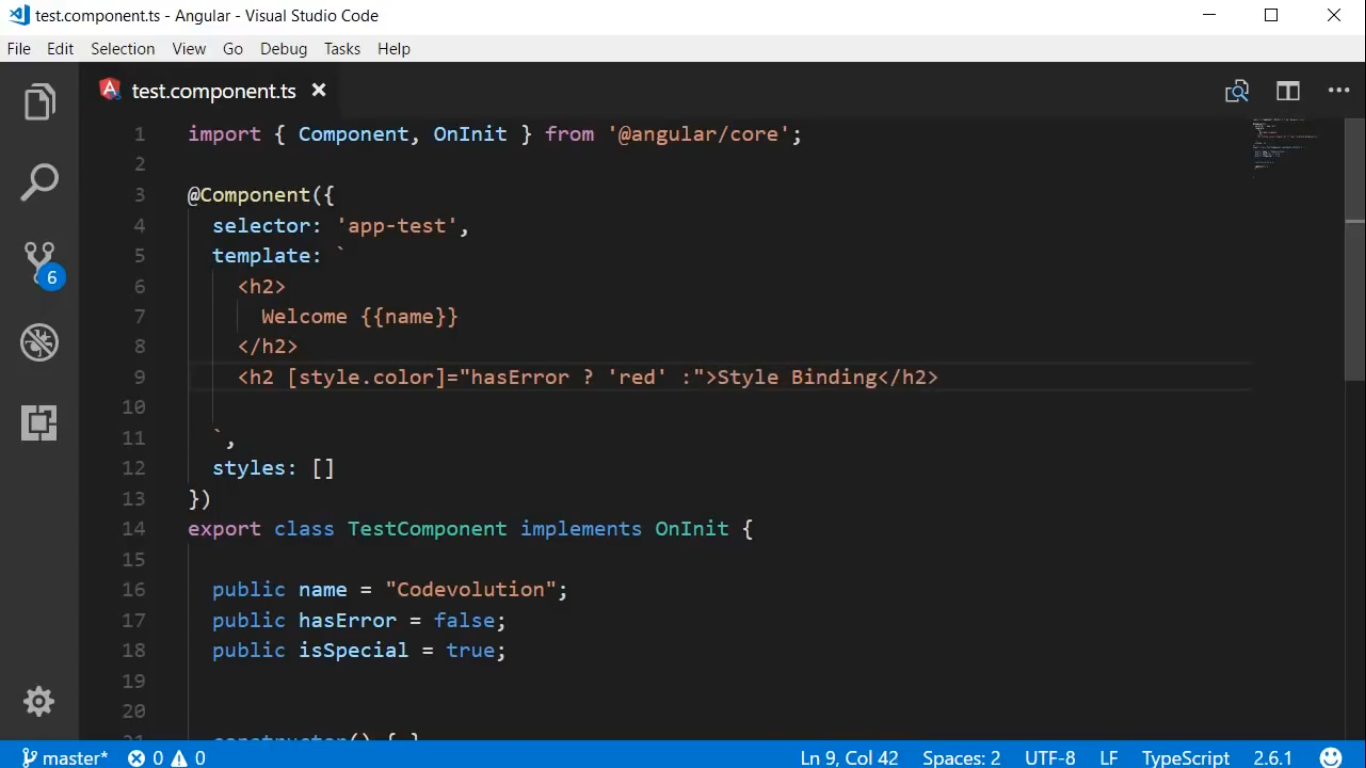 test.component.ts - Angular - Visual Studio Code
File Edit Selection View Go Debug Tasks Help
test.component.ts
1 import { Component, OnInit } from '@angular/core';
2
3 @Component({
4 selector: 'app-test',
5 template: `
6 <h2>
7 Welcome {{name}}
8 </h2>
9 <h2 [style.color]="hasError ? 'red' :">Style Binding</h2>
10
11 `,
12 styles: []
13 })
14 export class TestComponent implements OnInit {
15
16 public name = "Codevolution";
17 public hasError = false;
18 public isSpecial = true;
19
20
21 constructor() { }
6
master* 0 0 Ln 9, Col 42 Spaces: 2 UTF-8 LF TypeScript 2.6.1